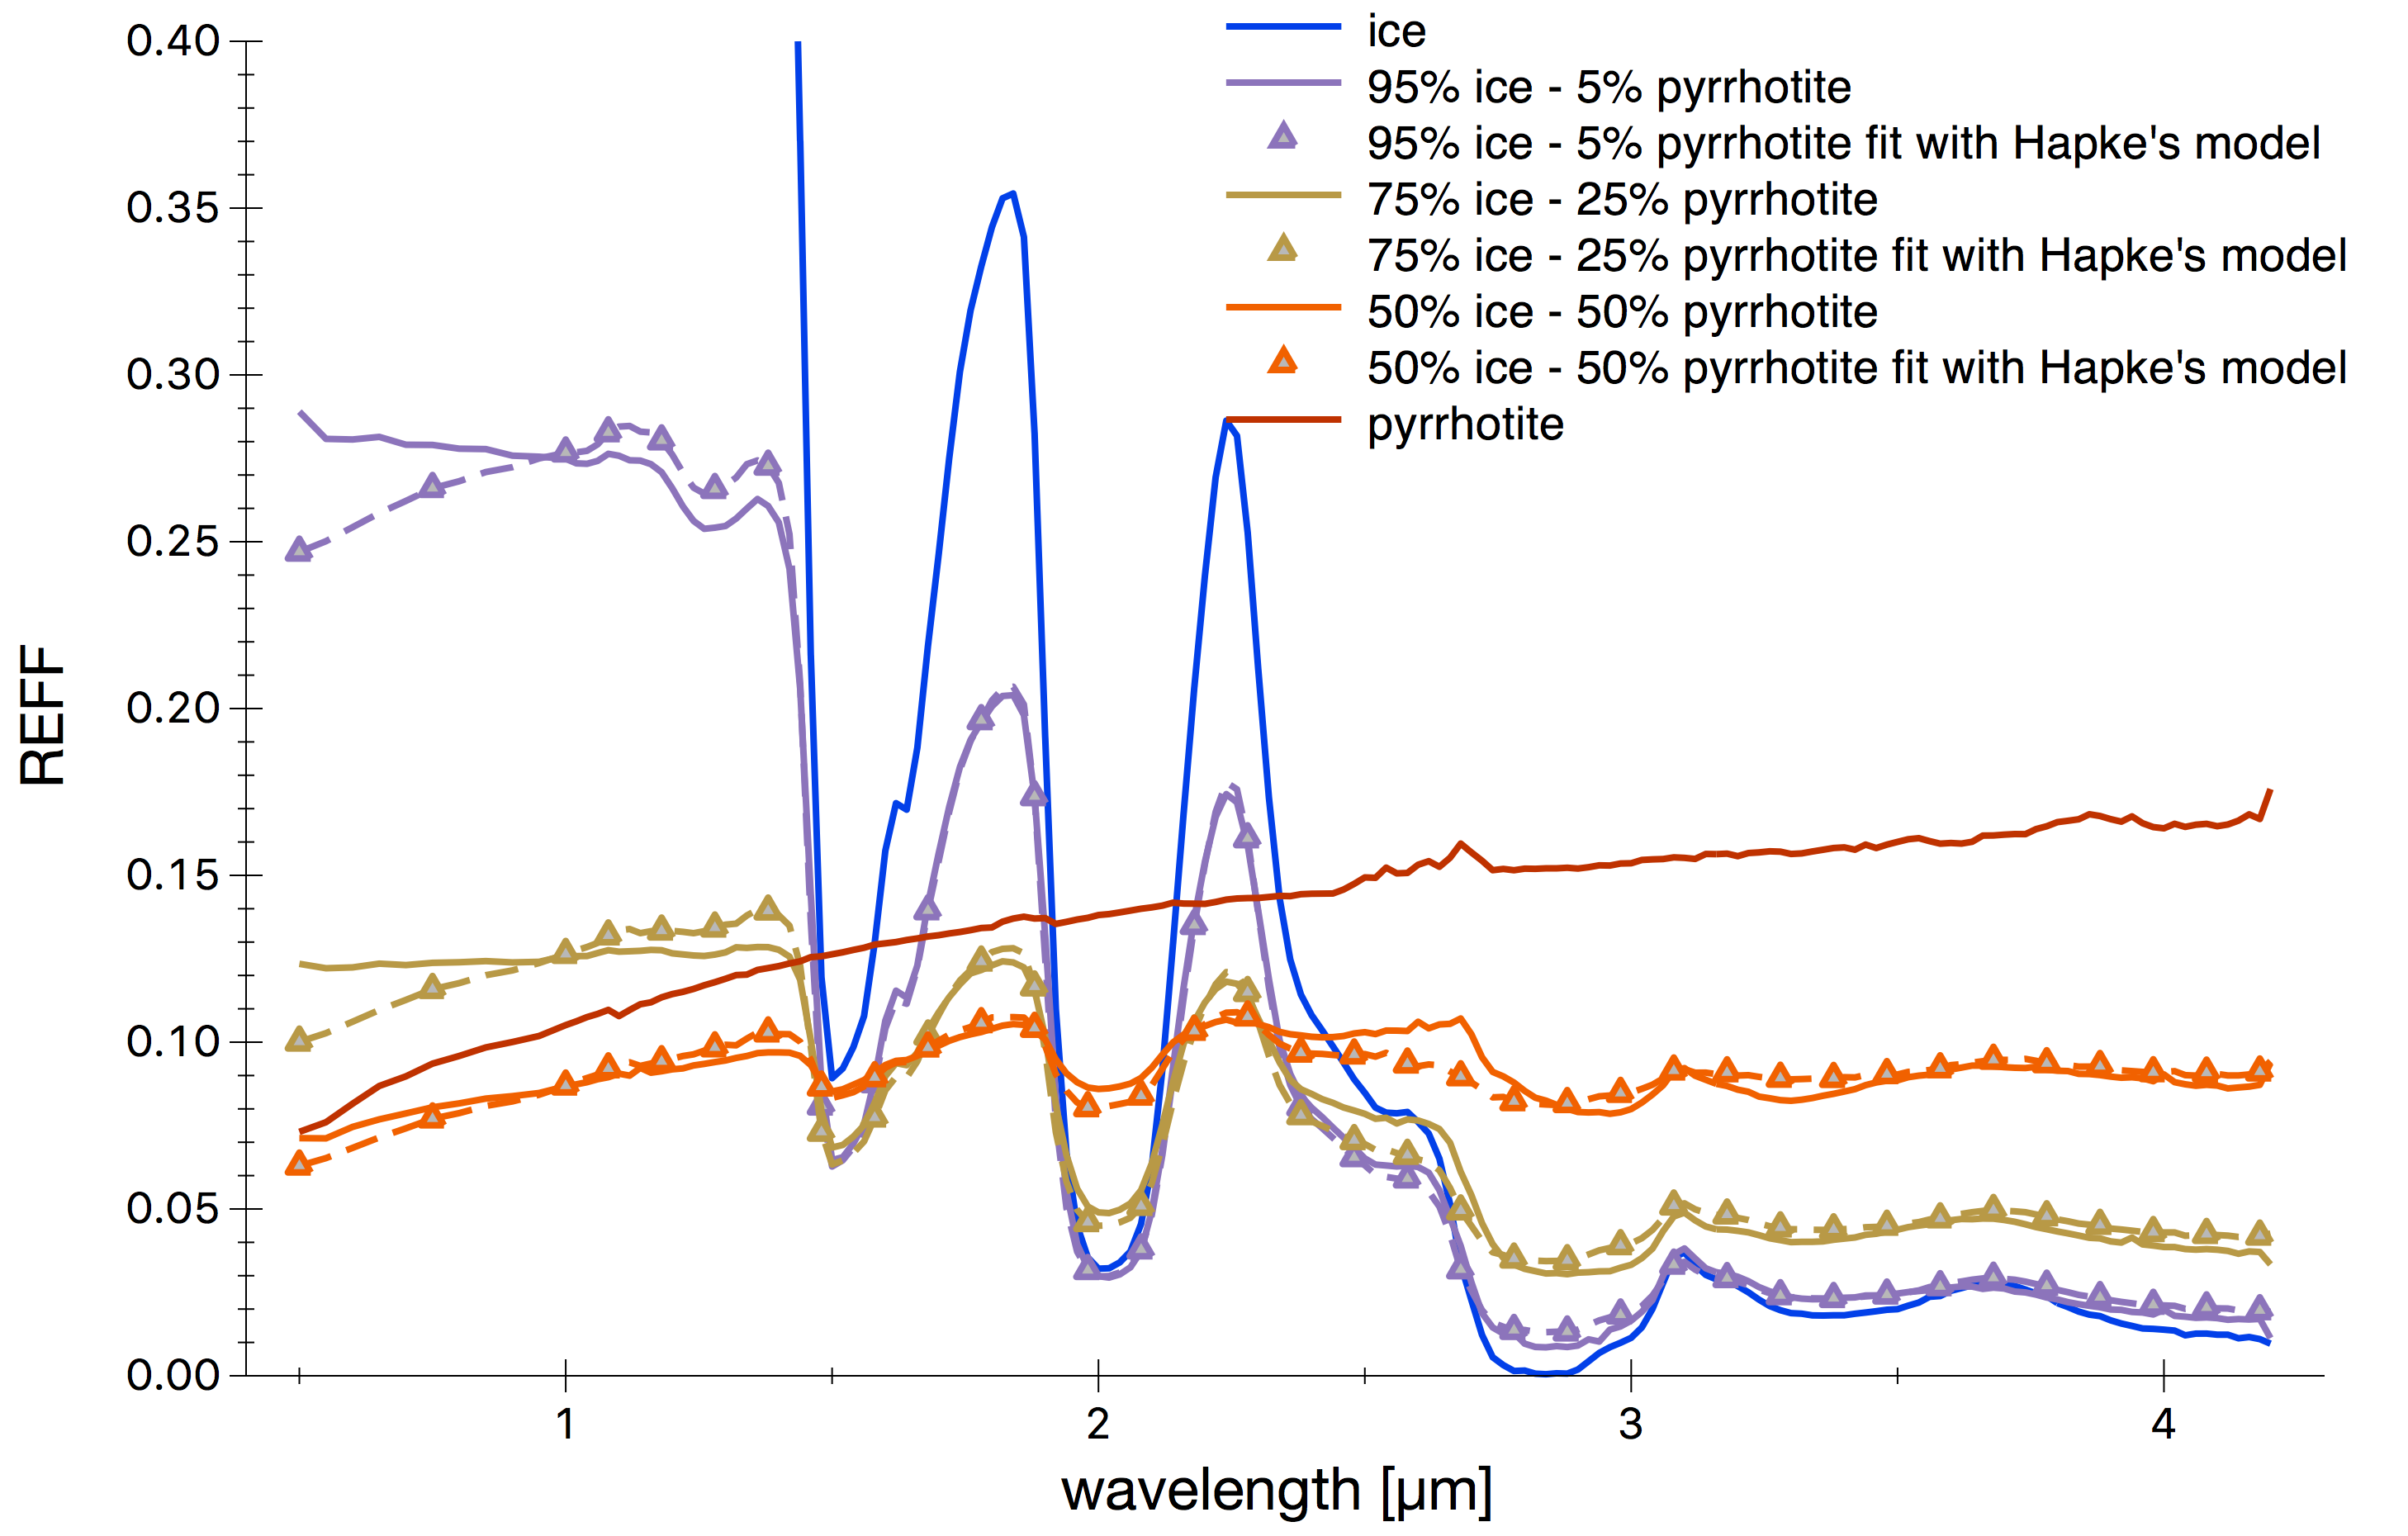 ice
95% ice - 5% pyrrhotite
95% ice - 5% pyrrhotite fit with Hapke's model
75% ice - 25% pyrrhotite
75% ice - 25% pyrrhotite fit with Hapke's model
50% ice - 50% pyrrhotite
50% ice - 50% pyrrhotite fit with Hapke's model
pyrrhotite
0.40
0.35
0.30
0.25
0.20
0.15
0.10
0.05
0.00
REFF
1 2 3 4
wavelength [µm]